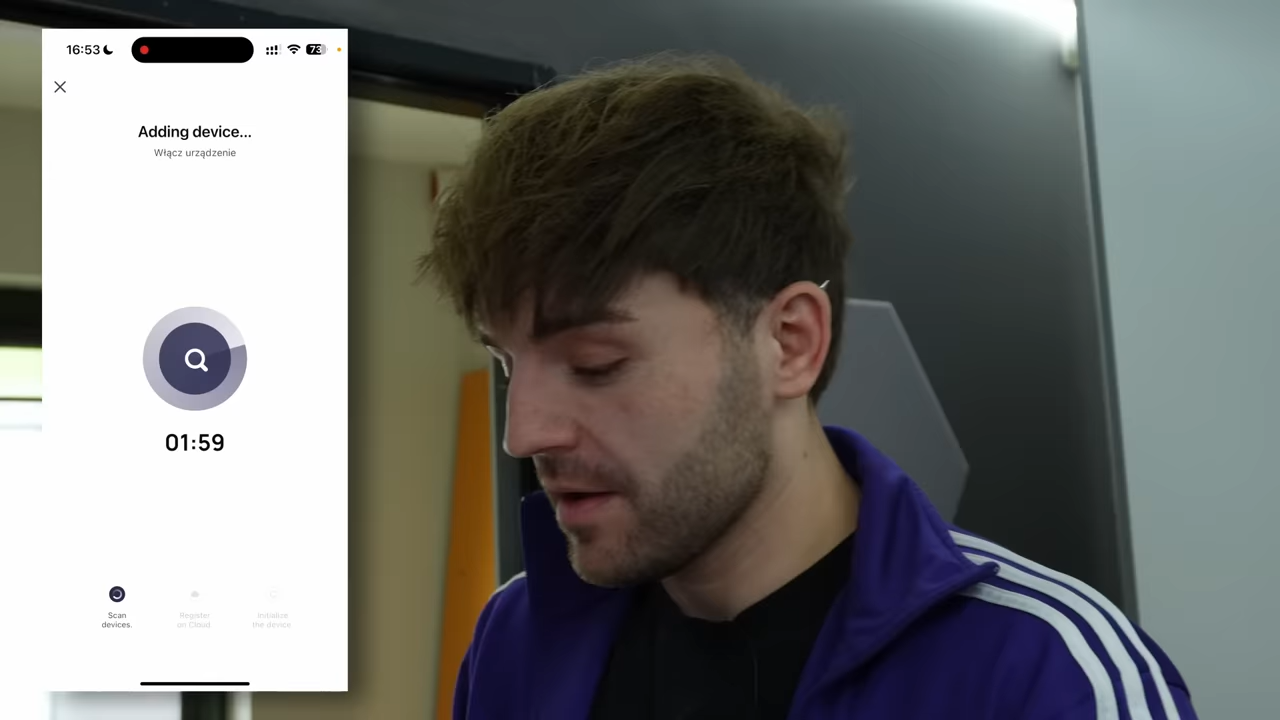 16:53
73
Adding device...
Włącz urządzenie
01:59
Scan
devices.
Register
on Cloud
Initialize
the device